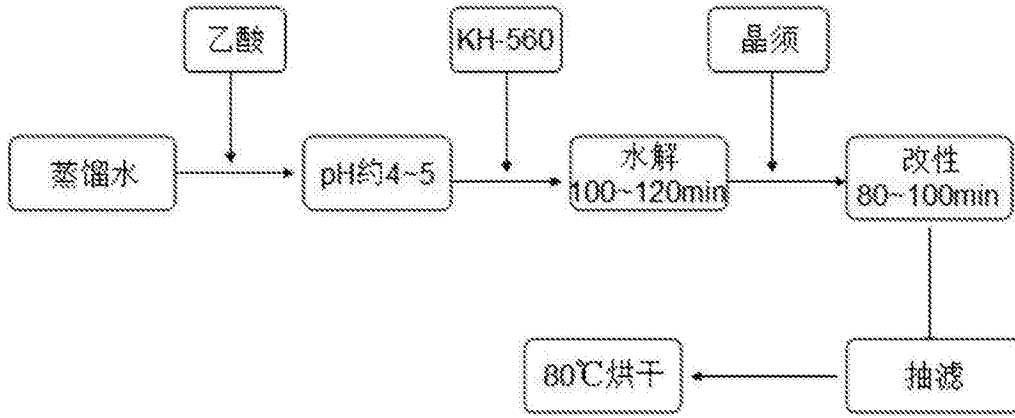 乙酸
KH-560
晶须
蒸馏水
pH约4~5
水解
100~120min
改性
80~100min
80℃烘干
抽滤